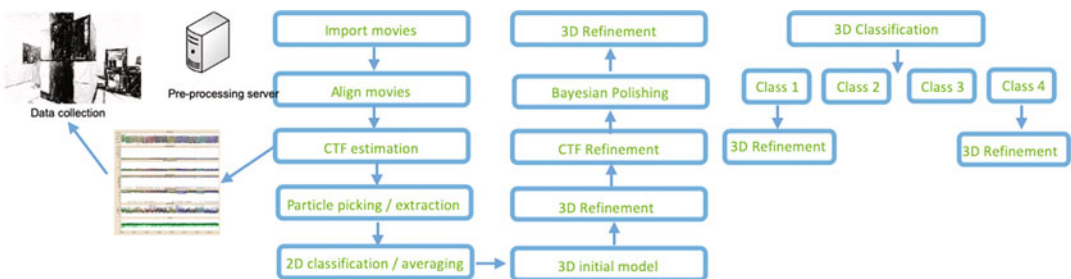 Pre-processing server
Data collection
Import movies
Align movies
CTF estimation
Particle picking / extraction
2D classification / averaging
3D Refinement
Bayesian Polishing
CTF Refinement
3D Refinement
3D initial model
3D Classification
Class 1
Class 2
Class 3
Class 4
3D Refinement
3D Refinement